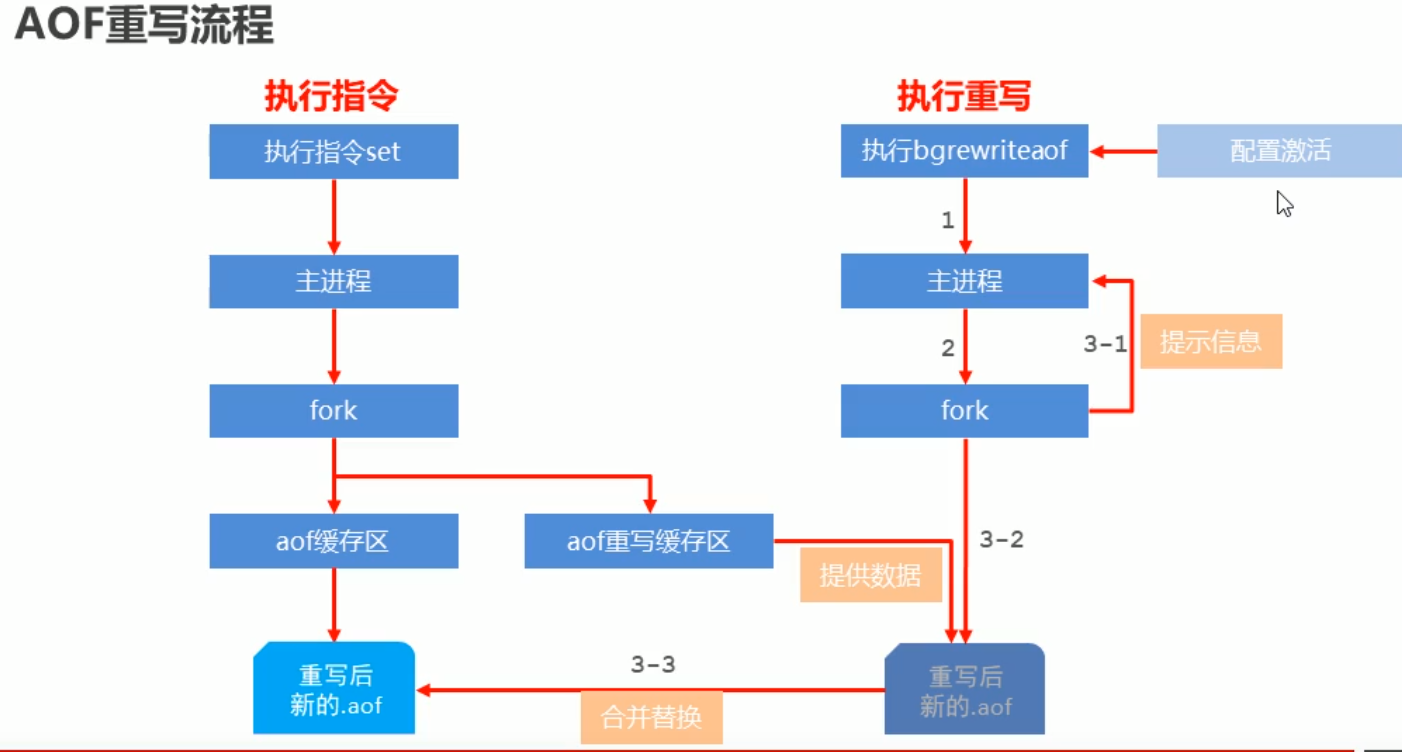 AOF重写流程
执行指令
执行重写
执行指令set
执行bgrewriteaof
配置激活
1
主进程
主进程
2
3-1
提示信息
fork
fork
aof缓存区
aof重写缓存区
3-2
提供数据
重写后
新的.aof
3-3
合并替换
重写后
新的.aof